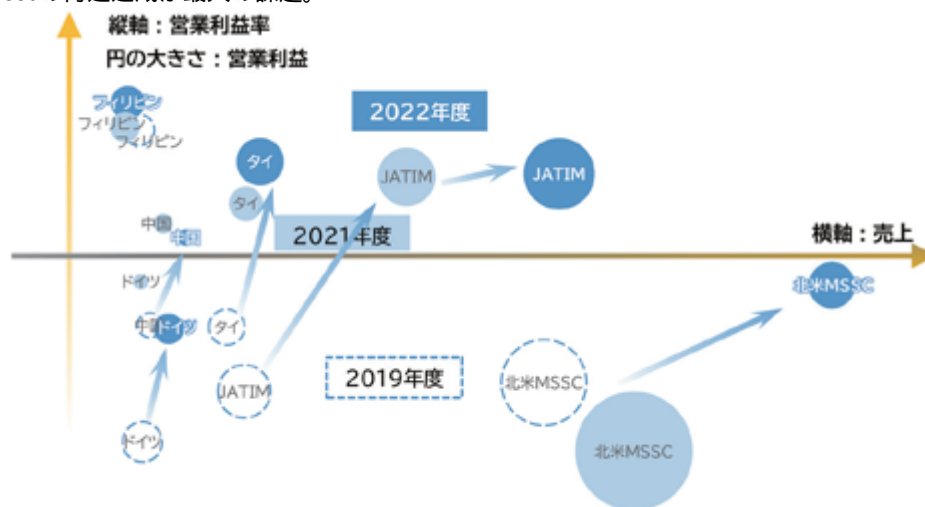 縦軸：営業利益率
円の大きさ：営業利益
フィリピン
フィリピン
フィリピン
2022年度
タイ
JATIM
JATIM
タイ
中国
中国
2021年度
横軸：売上
ドイツ
北米MSSC
中国
ドイツ
タイ
JATIM
2019年度
北米MSSC
ドイツ
北米MSSC